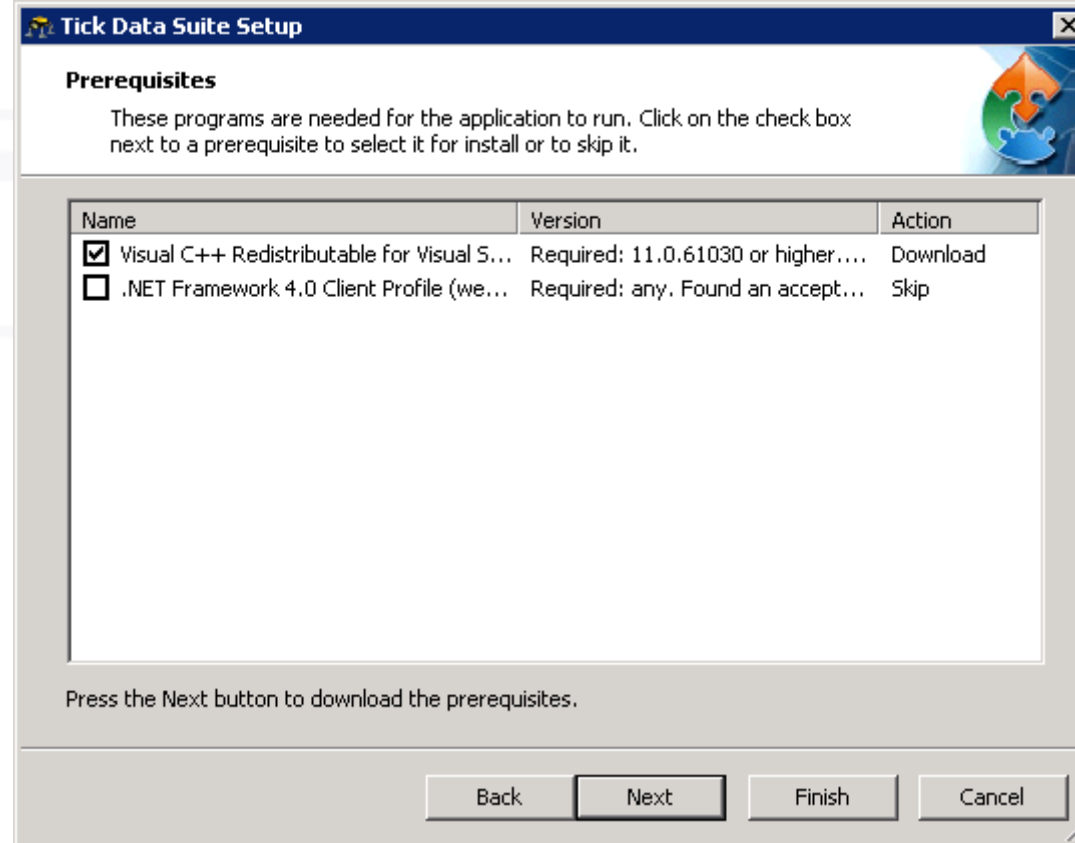 Tick Data Suite Setup
Prerequisites
These programs are needed for the application to run. Click on the check box
next to a prerequisite to select it for install or to skip it.
Name Version Action
Visual C++ Redistributable for Visual S... Required: 11.0.61030 or higher.... Download
.NET Framework 4.0 Client Profile (we... Required: any. Found an accept... Skip
Press the Next button to download the prerequisites.
Back Next Finish Cancel